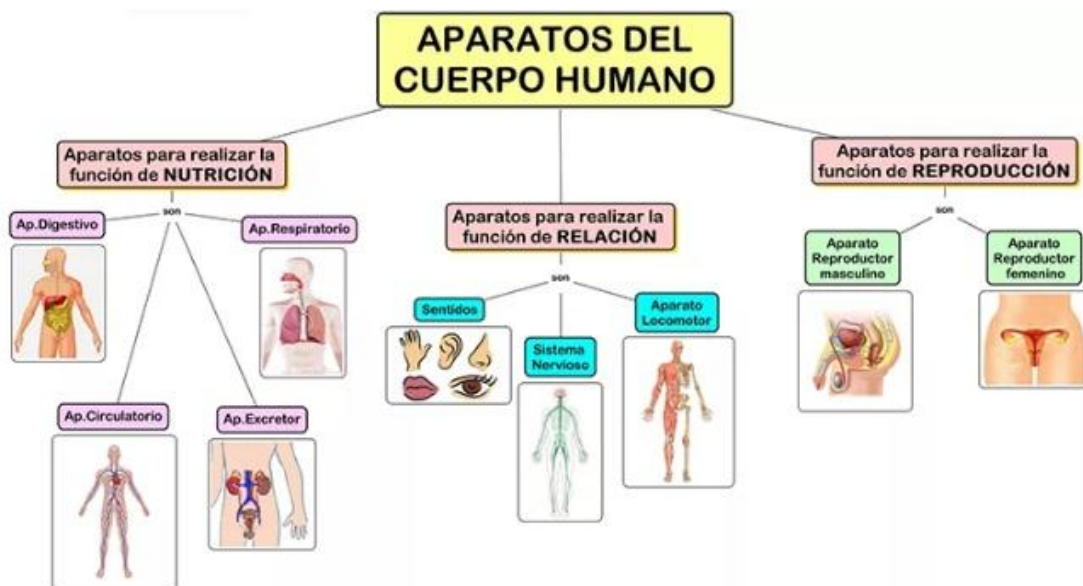 APARATOS DEL
CUERPO HUMANO
Aparatos para realizar la
función de NUTRICIÓN
son
Ap.Digestivo
Ap.Respiratorio
Ap.Circulatorio
Ap.Excretor
Aparatos para realizar la
función de RELACIÓN
son
Sentidos
Sistema
Nervioso
Aparato
Locomotor
Aparatos para realizar la
función de REPRODUCCIÓN
son
Aparato
Reproductor
masculino
Aparato
Reproductor
femenino